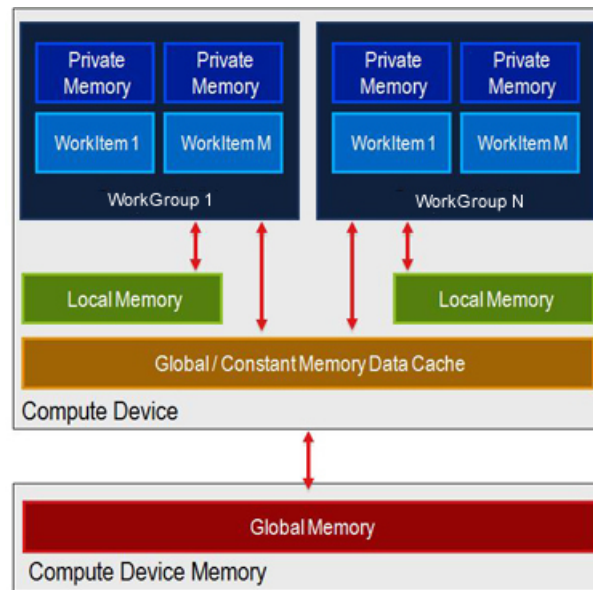 Private Memory
Private Memory
Private Memory
Private Memory
WorkItem 1
WorkItem M
WorkItem 1
WorkItem M
WorkGroup 1
WorkGroup N
Local Memory
Local Memory
Global / Constant Memory Data Cache
Compute Device
Global Memory
Compute Device Memory